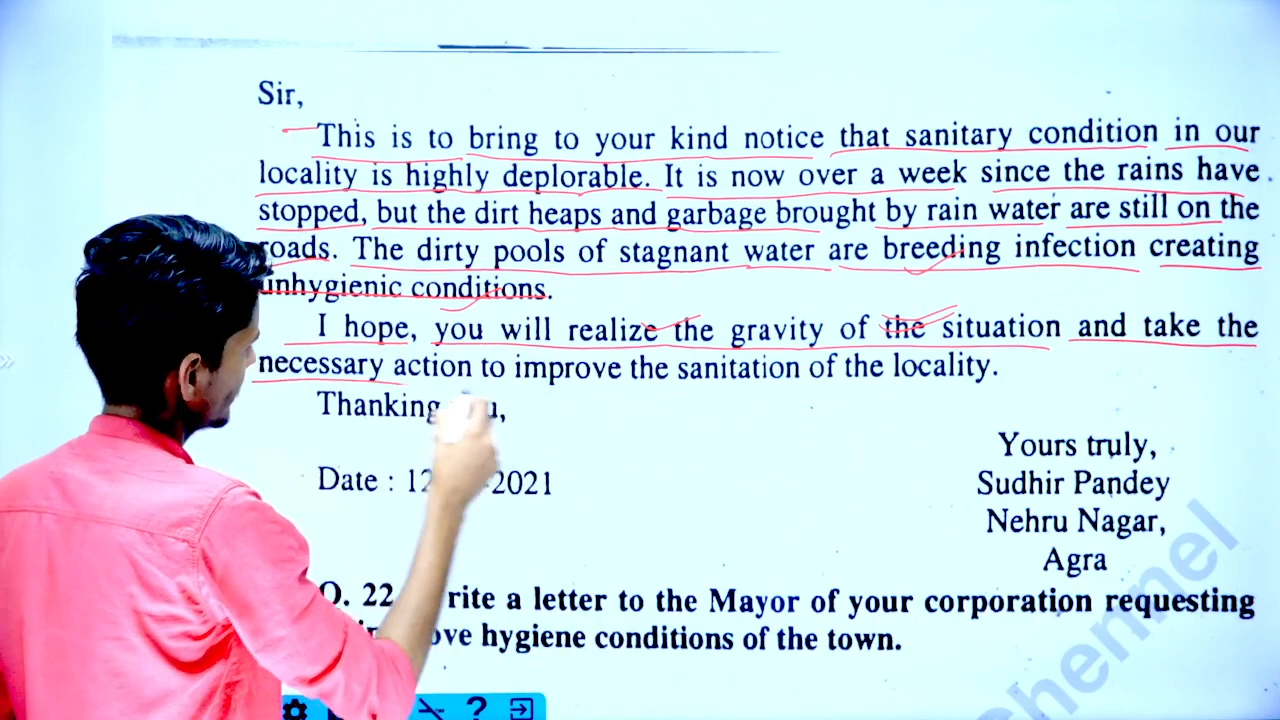 Sir,
This is to bring to your kind notice that sanitary condition in our
locality is highly deplorable. It is now over a week since the rains have
stopped, but the dirt heaps and garbage brought by rain water are still on the
roads. The dirty pools of stagnant water are breeding infection creating
unhygienic conditions.
I hope, you will realize the gravity of the situation and take the
necessary action to improve the sanitation of the locality.
Thanking
Yours truly,
Date : 12 2021
Sudhir Pandey
Nehru Nagar,
Agra
Q. 22 rite a letter to the Mayor of your corporation requesting
ove hygiene conditions of the town.
?